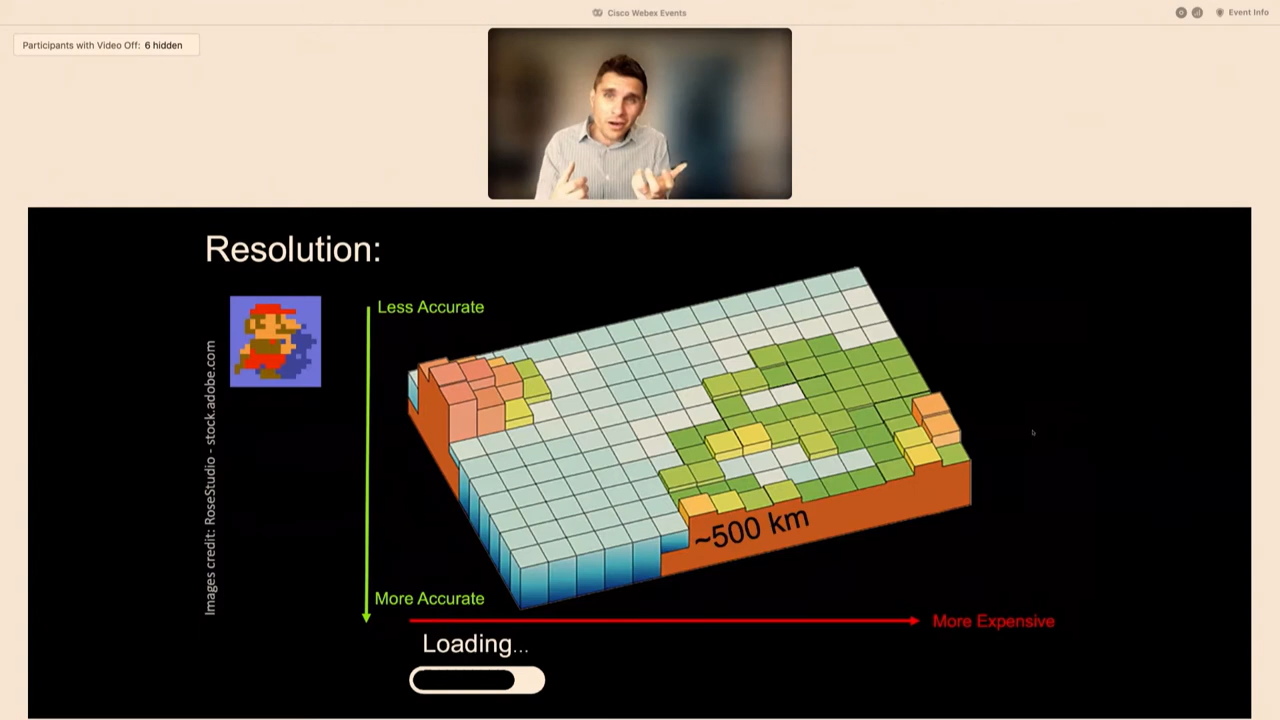 Cisco Webex Events
Event Info
Participants with Video Off: 6 hidden
Resolution:
Less Accurate
Images credit: RoseStudio - stock.adobe.com
~500 km
More Accurate
More Expensive
Loading...